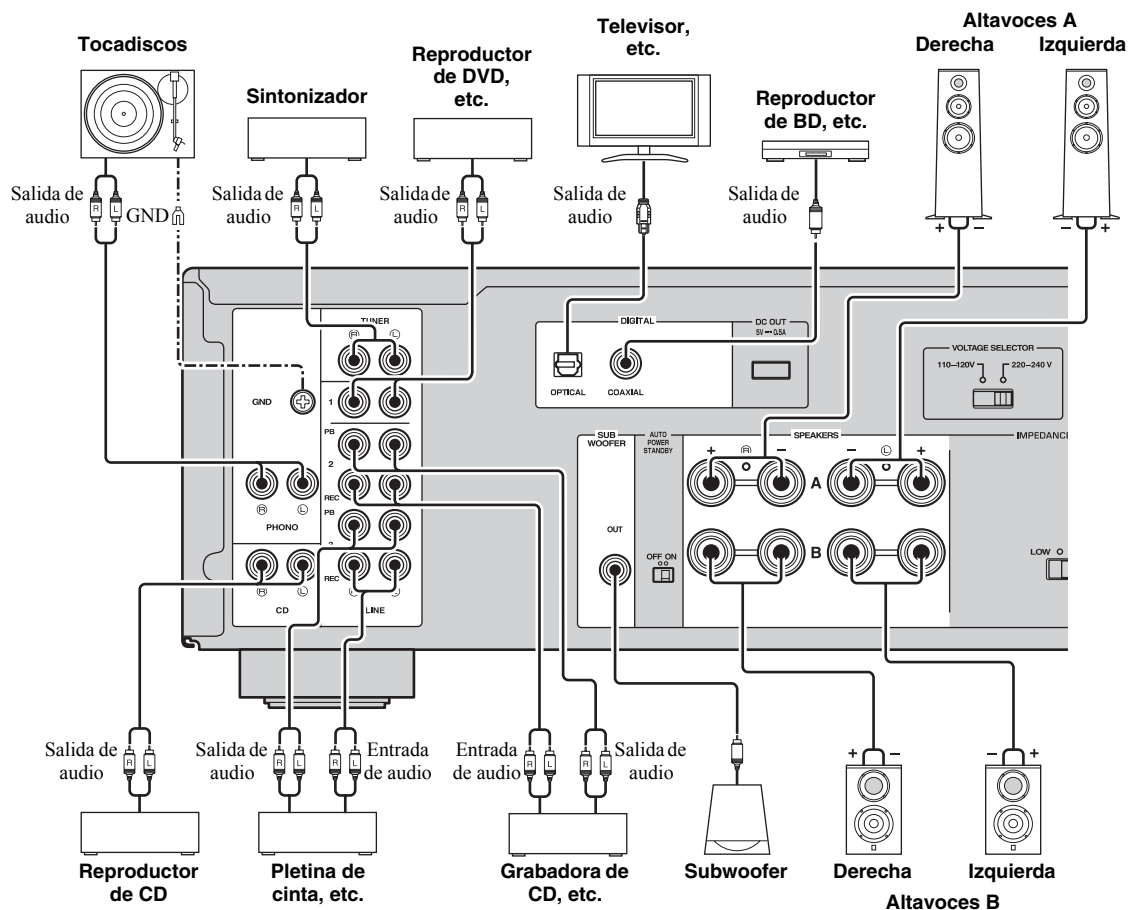 Tocadiscos
Sintonizador
Reproductor
de DVD,
etc.
Televisor,
etc.
Reproductor
de BD, etc.
Altavoces A
Derecha
Izquierda
Salida de
audio
R L
GND
Salida de
audio
R L
Salida de
audio
R L
Salida de
audio
Salida de
audio
+ −
− +
TUNER
R L
GND
1
PB
2
REC
PB
3
REC
R L
PHONO
R L
CD
LINE
DIGITAL
OPTICAL
COAXIAL
DC OUT
5V 0.5A
VOLTAGE SELECTOR
110–120V
220–240 V
SUB
WOOFER
OUT
AUTO
POWER
STANDBY
OFF ON
SPEAKERS
+ R −
− L +
A
B
IMPEDANCE
LOW
Salida de
audio
R L
Salida de
audio
R L
R L
Entrada
de audio
Entrada
de audio
R L
R L
Salida de
audio
+ −
− +
Reproductor
de CD
Pletina de
cinta, etc.
Grabadora de
CD, etc.
Subwoofer
Derecha
Izquierda
Altavoces B